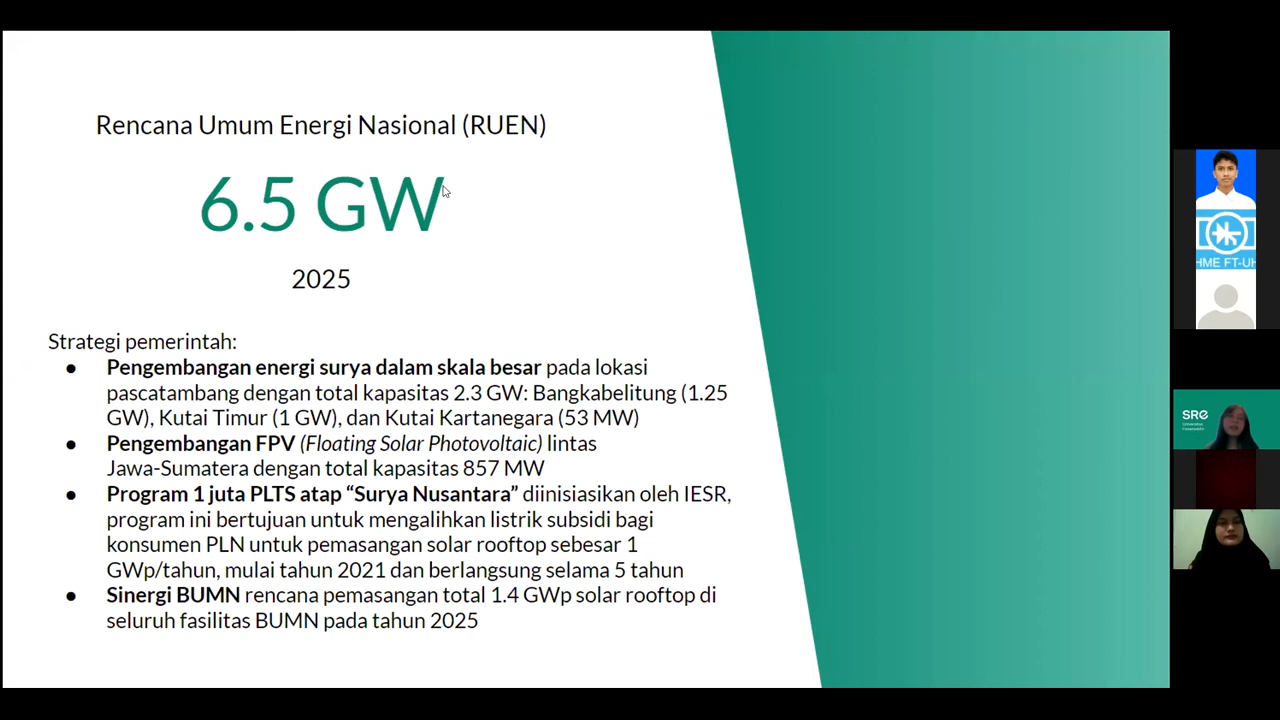 Rencana Umum Energi Nasional (RUEN)
6.5 GW
2025
Strategi pemerintah:
● Pengembangan energi surya dalam skala besar pada lokasi
pascatambang dengan total kapasitas 2.3 GW: Bangkabelitung (1.25
GW), Kutai Timur (1 GW), dan Kutai Kartanegara (53 MW)
● Pengembangan FPV (Floating Solar Photovoltaic) lintas
Jawa-Sumatera dengan total kapasitas 857 MW
● Program 1 juta PLTS atap “Surya Nusantara” diinisiasikan oleh IESR,
program ini bertujuan untuk mengalihkan listrik subsidi bagi
konsumen PLN untuk pemasangan solar rooftop sebesar 1
GWp/tahun, mulai tahun 2021 dan berlangsung selama 5 tahun
● Sinergi BUMN rencana pemasangan total 1.4 GWp solar rooftop di
seluruh fasilitas BUMN pada tahun 2025
HME FT-UH
SRE